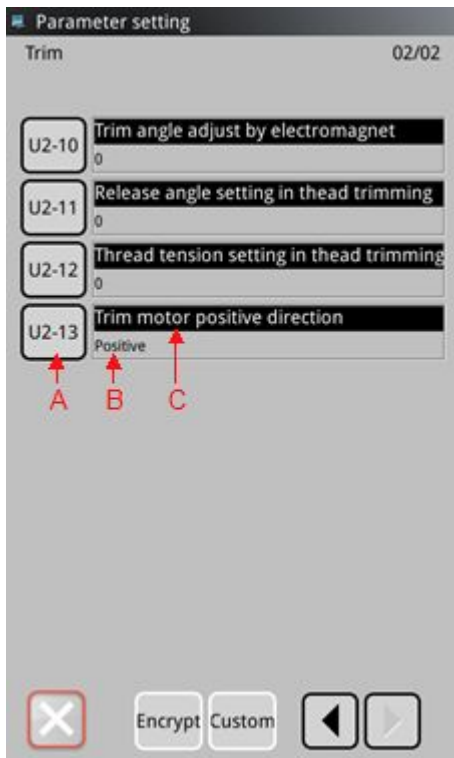 Parameter setting
Trim 02/02
U2-10 Trim angle adjust by electromagnet
0
U2-11 Release angle setting in thead trimming
0
U2-12 Thread tension setting in thead trimming
0
U2-13 Trim motor positive direction
Positive
A B C
Encrypt Custom